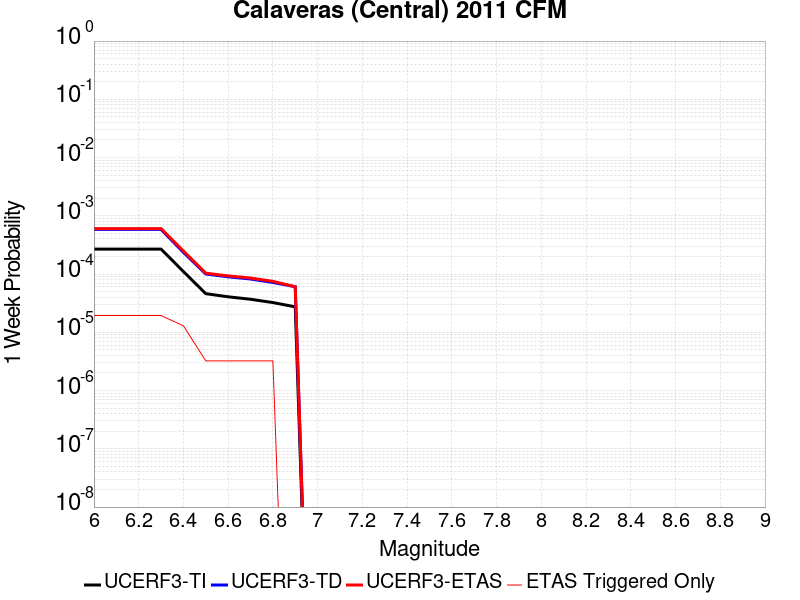 Calaveras (Central) 2011 CFM
10^0
10^-1
10^-2
10^-3
10^-4
10^-5
10^-6
10^-7
10^-8
1 Week Probability
6 6.2 6.4 6.6 6.8 7 7.2 7.4 7.6 7.8 8 8.2 8.4 8.6 8.8 9
Magnitude
UCERF3-TI UCERF3-TD UCERF3-ETAS ETAS Triggered Only